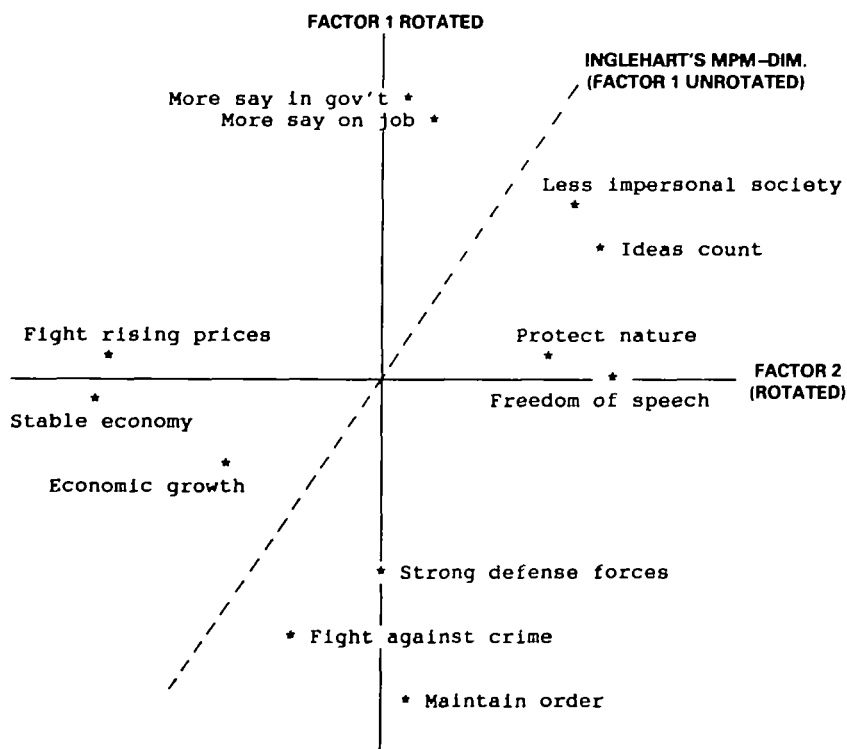 FACTOR 1 ROTATED
INGLEHART'S MPM–DIM.
(FACTOR 1 UNROTATED)
More say in gov't *
More say on job *
Less impersonal society
*
* Ideas count
Fight rising prices
*
Protect nature
*
FACTOR 2
(ROTATED)
*
Freedom of speech
*
Stable economy
*
Economic growth
* Strong defense forces
* Fight against crime
* Maintain order